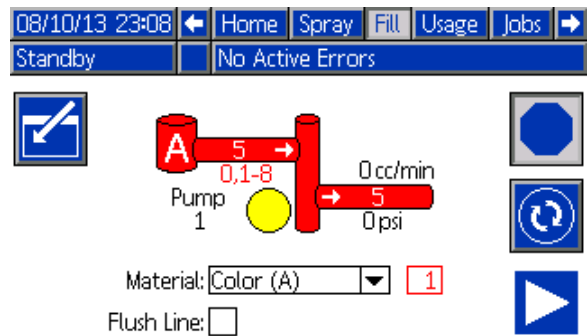 08/10/13 23:08 Home Spray Fill Usage Jobs
Standby No Active Errors
A 5
0,1-8 0 cc/min
Pump 5
1 0 psi
Material: Color (A) 1
Flush Line: